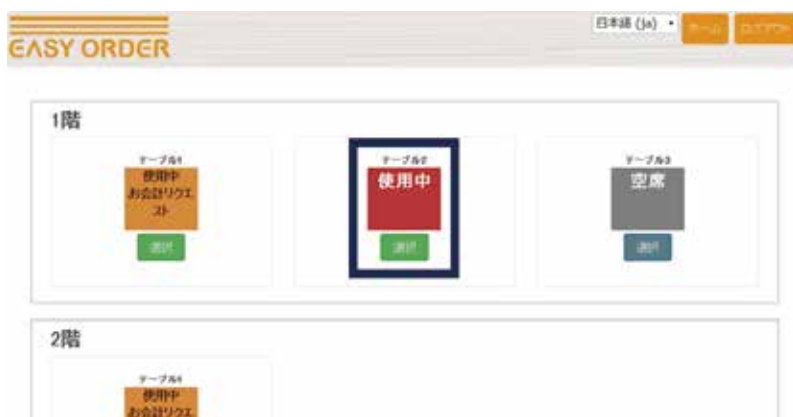 EASY ORDER
日本語 (ja)
ホーム
ログアウト
1階
テーブル1
使用中
お会計リクエ
スト
選択
テーブル2
使用中
選択
テーブル3
空席
選択
2階
テーブル1
使用中
お会計リクエ